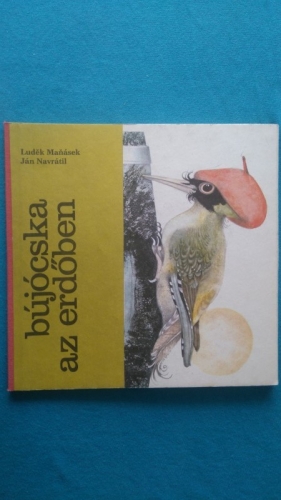 Luděk Maňásek
Ján Navrátil
bújócska
az erdőben